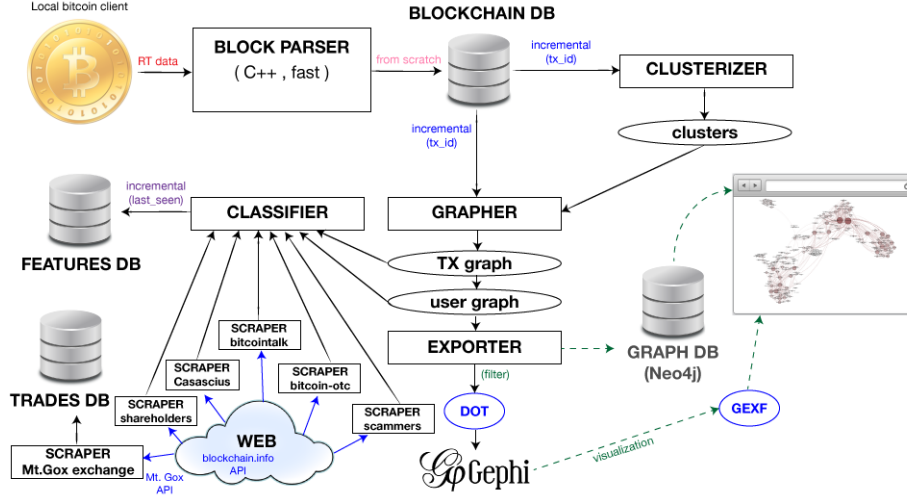 Local bitcoin client
BLOCKCHAIN DB
RT data
BLOCK PARSER
( C++ , fast )
from scratch
incremental
(tx_id)
CLUSTERIZER
clusters
incremental
(tx_id)
incremental
(last_seen)
CLASSIFIER
GRAPHER
FEATURES DB
TX graph
user graph
EXPORTER
(filter)
GRAPH DB
(Neo4j)
SCRAPER
bitcointalk
SCRAPER
Casascius
SCRAPER
bitcoin-otc
TRADES DB
SCRAPER
shareholders
SCRAPER
scammers
DOT
GEXF
WEB
blockchain.info
API
SCRAPER
Mt.Gox exchange
Mt. Gox
API
Gephi
visualization